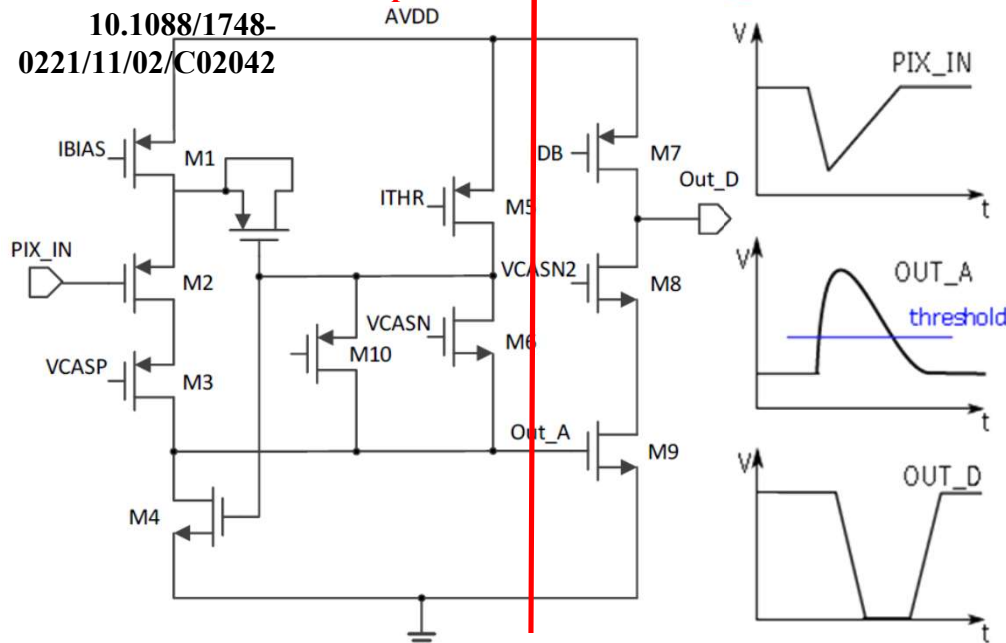 10.1088/1748-
0221/11/02/C02042
AVDD
IBIAS
M1
ITHR
M5
DB
M7
Out_D
PIX_IN
M2
VCASN2
M8
VCASP
M3
M10
VCASN
M6
Out_A
M9
M4
V
PIX_IN
t
V
OUT_A
threshold
t
V
OUT_D
t